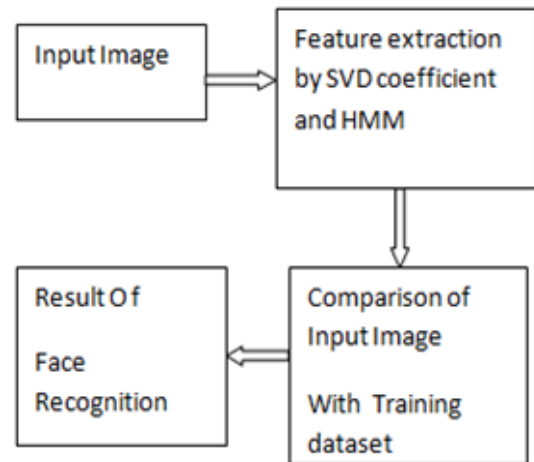 Input Image
Feature extraction
by SVD coefficient
and HMM
Comparison of
Input Image
With Training
dataset
Result Of
Face
Recognition